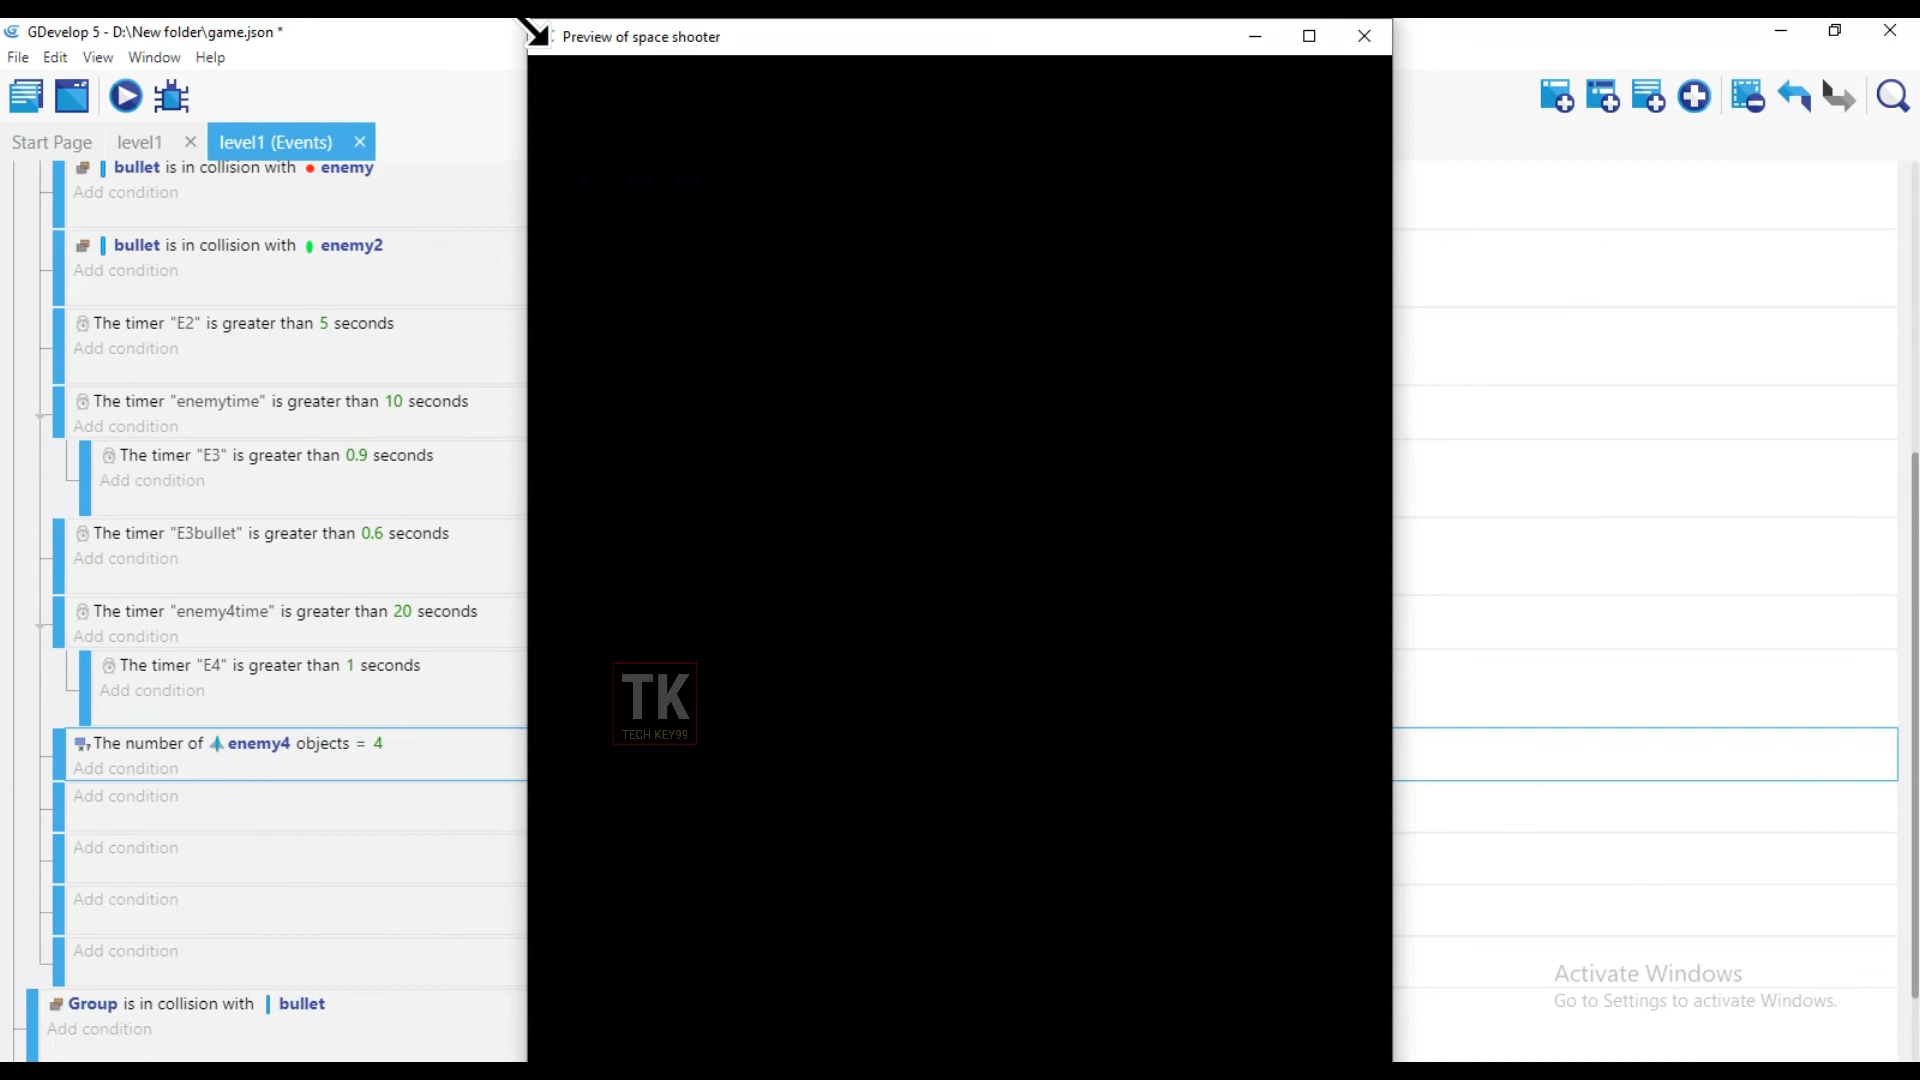 GDevelop 5 - D:\New folder\game.json *
File Edit View Window Help
Preview of space shooter
Start Page level1 level1 (Events)
bullet is in collision with enemy
Add condition
bullet is in collision with enemy2
Add condition
The timer "E2" is greater than 5 seconds
Add condition
The timer "enemytime" is greater than 10 seconds
Add condition
The timer "E3" is greater than 0.9 seconds
Add condition
The timer "E3bullet" is greater than 0.6 seconds
Add condition
The timer "enemy4time" is greater than 20 seconds
Add condition
The timer "E4" is greater than 1 seconds
Add condition
The number of enemy4 objects = 4
Add condition
Add condition
Add condition
Add condition
Add condition
Group is in collision with bullet
Add condition
TK
TECH KEY99
Activate Windows
Go to Settings to activate Windows.